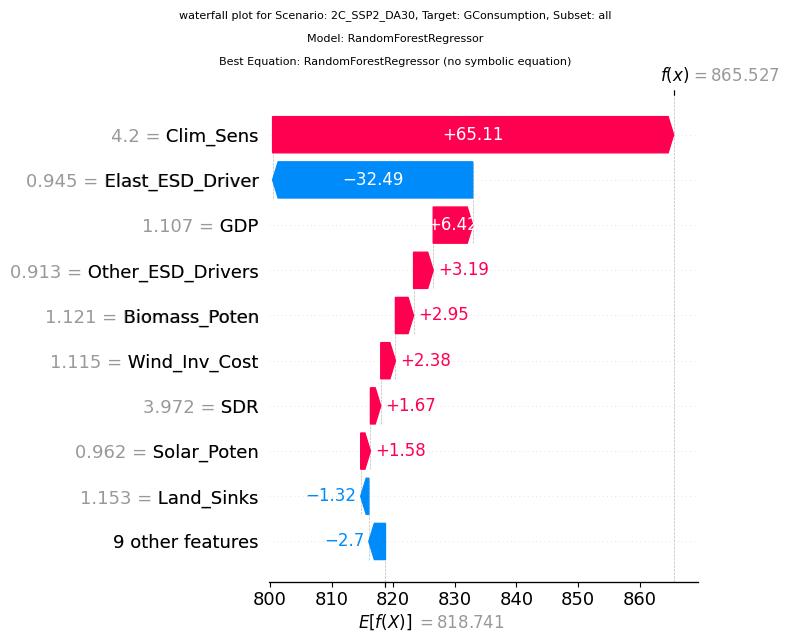 waterfall plot for Scenario: 2C_SSP2_DA30, Target: GConsumption, Subset: all
Model: RandomForestRegressor
Best Equation: RandomForestRegressor (no symbolic equation)
f(x) = 865.527
4.2 = Clim_Sens +65.11
0.945 = Elast_ESD_Driver −32.49
1.107 = GDP +6.42
0.913 = Other_ESD_Drivers +3.19
1.121 = Biomass_Poten +2.95
1.115 = Wind_Inv_Cost +2.38
3.972 = SDR +1.67
0.962 = Solar_Poten +1.58
1.153 = Land_Sinks −1.32
9 other features −2.7
800 810 820 830 840 850 860
E[f(X)] = 818.741